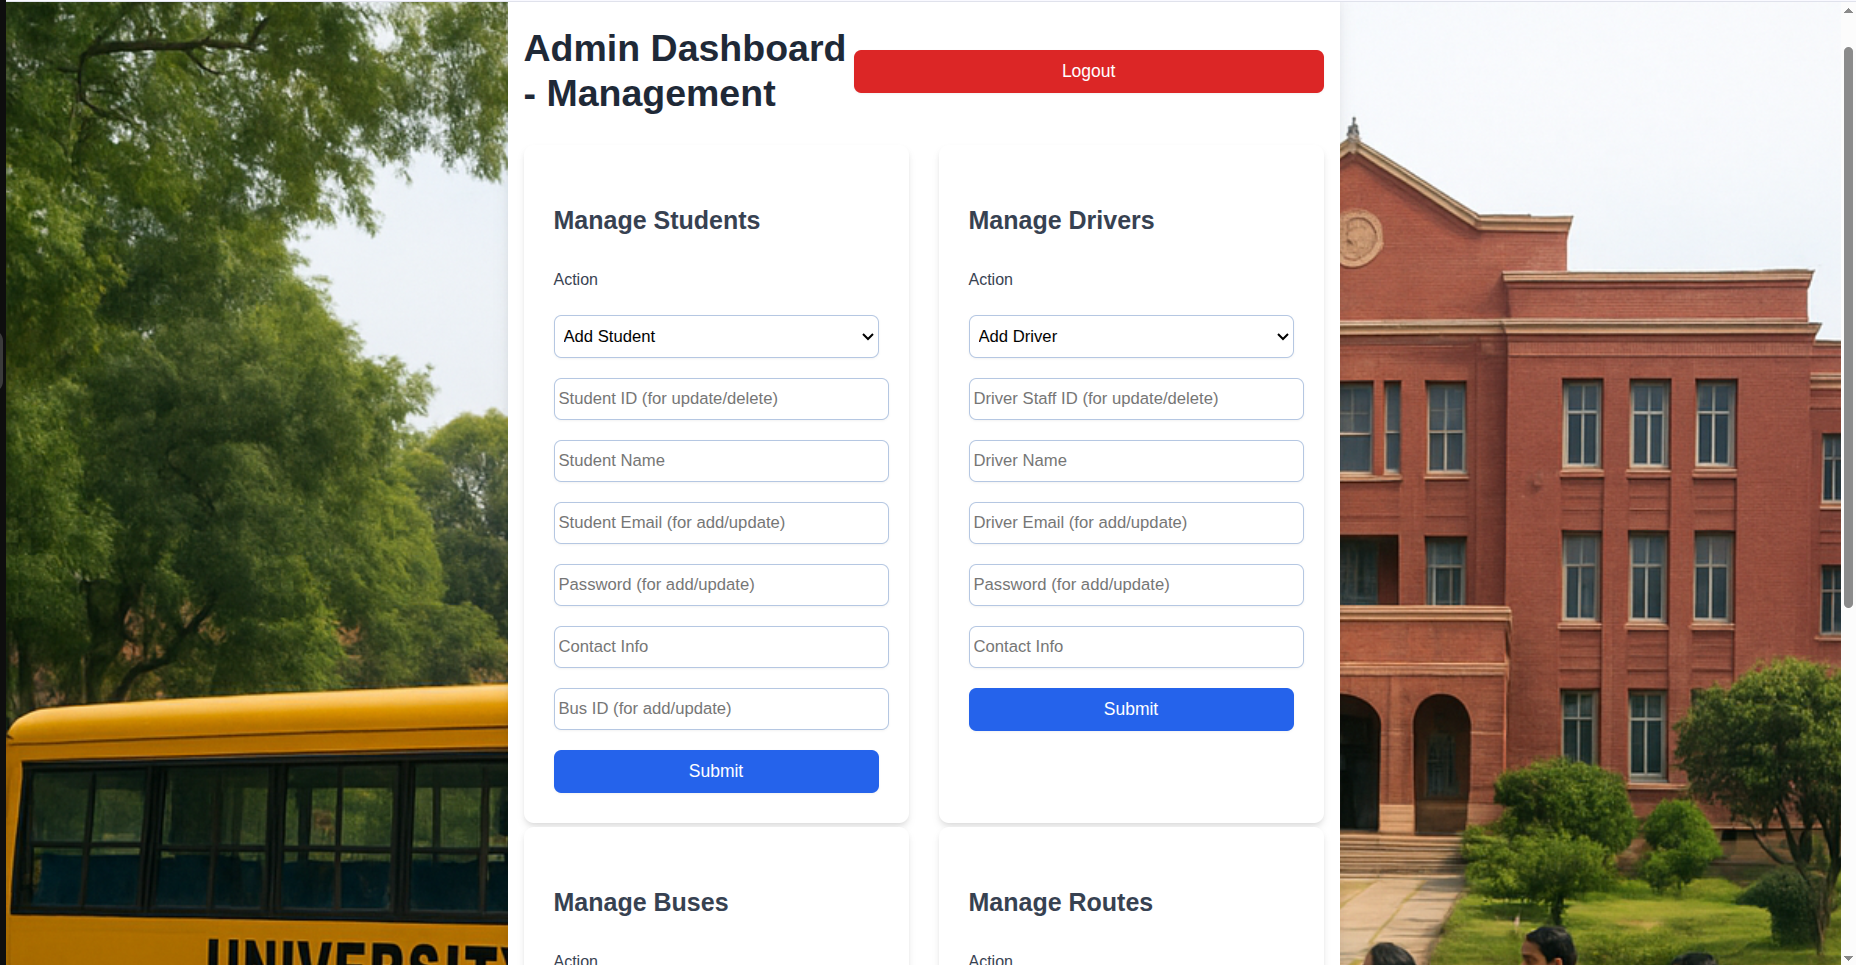 Admin Dashboard
- Management
Logout
Manage Students
Action
Add Student
Student ID (for update/delete)
Student Name
Student Email (for add/update)
Password (for add/update)
Contact Info
Bus ID (for add/update)
Submit
Manage Drivers
Action
Add Driver
Driver Staff ID (for update/delete)
Driver Name
Driver Email (for add/update)
Password (for add/update)
Contact Info
Submit
Manage Buses
Action
Manage Routes
Action
UNIVERSITY